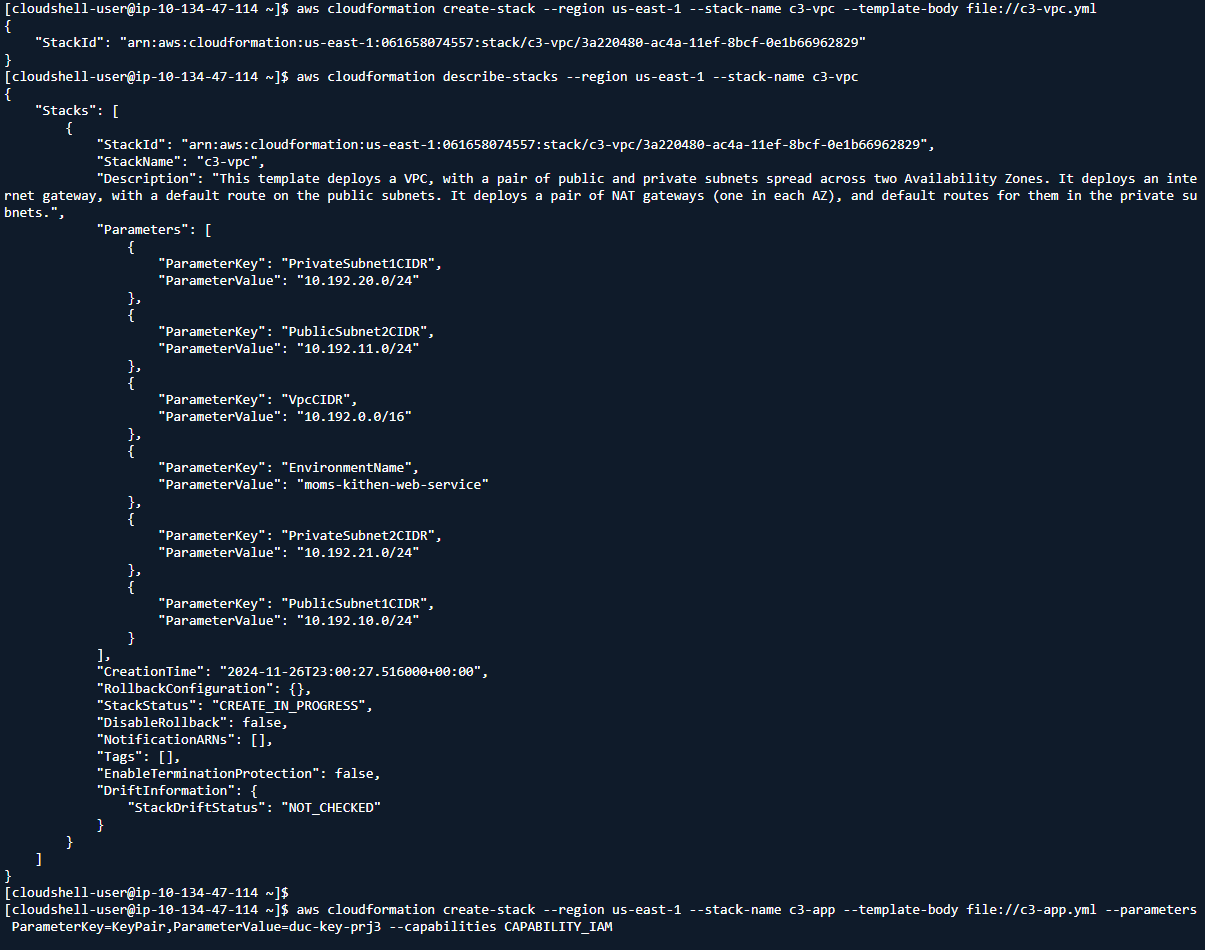 [cloudshell-user@ip-10-134-47-114 ~]$ aws cloudformation create-stack --region us-east-1 --stack-name c3-vpc --template-body file://c3-vpc.yml
{
    "StackId": "arn:aws:cloudformation:us-east-1:061658074557:stack/c3-vpc/3a220480-ac4a-11ef-8bcf-0e1b66962829"
}
[cloudshell-user@ip-10-134-47-114 ~]$ aws cloudformation describe-stacks --region us-east-1 --stack-name c3-vpc
{
    "Stacks": [
        {
            "StackId": "arn:aws:cloudformation:us-east-1:061658074557:stack/c3-vpc/3a220480-ac4a-11ef-8bcf-0e1b66962829",
            "StackName": "c3-vpc",
            "Description": "This template deploys a VPC, with a pair of public and private subnets spread across two Availability Zones. It deploys an inte
rnet gateway, with a default route on the public subnets. It deploys a pair of NAT gateways (one in each AZ), and default routes for them in the private su
bnets.",
            "Parameters": [
                {
                    "ParameterKey": "PrivateSubnet1CIDR",
                    "ParameterValue": "10.192.20.0/24"
                },
                {
                    "ParameterKey": "PublicSubnet2CIDR",
                    "ParameterValue": "10.192.11.0/24"
                },
                {
                    "ParameterKey": "VpcCIDR",
                    "ParameterValue": "10.192.0.0/16"
                },
                {
                    "ParameterKey": "EnvironmentName",
                    "ParameterValue": "moms-kithen-web-service"
                },
                {
                    "ParameterKey": "PrivateSubnet2CIDR",
                    "ParameterValue": "10.192.21.0/24"
                },
                {
                    "ParameterKey": "PublicSubnet1CIDR",
                    "ParameterValue": "10.192.10.0/24"
                }
            ],
            "CreationTime": "2024-11-26T23:00:27.516000+00:00",
            "RollbackConfiguration": {},
            "StackStatus": "CREATE_IN_PROGRESS",
            "DisableRollback": false,
            "NotificationARNs": [],
            "Tags": [],
            "EnableTerminationProtection": false,
            "DriftInformation": {
                "StackDriftStatus": "NOT_CHECKED"
            }
        }
    ]
}
[cloudshell-user@ip-10-134-47-114 ~]$
[cloudshell-user@ip-10-134-47-114 ~]$ aws cloudformation create-stack --region us-east-1 --stack-name c3-app --template-body file://c3-app.yml --parameters
 ParameterKey=KeyPair,ParameterValue=duc-key-prj3 --capabilities CAPABILITY_IAM